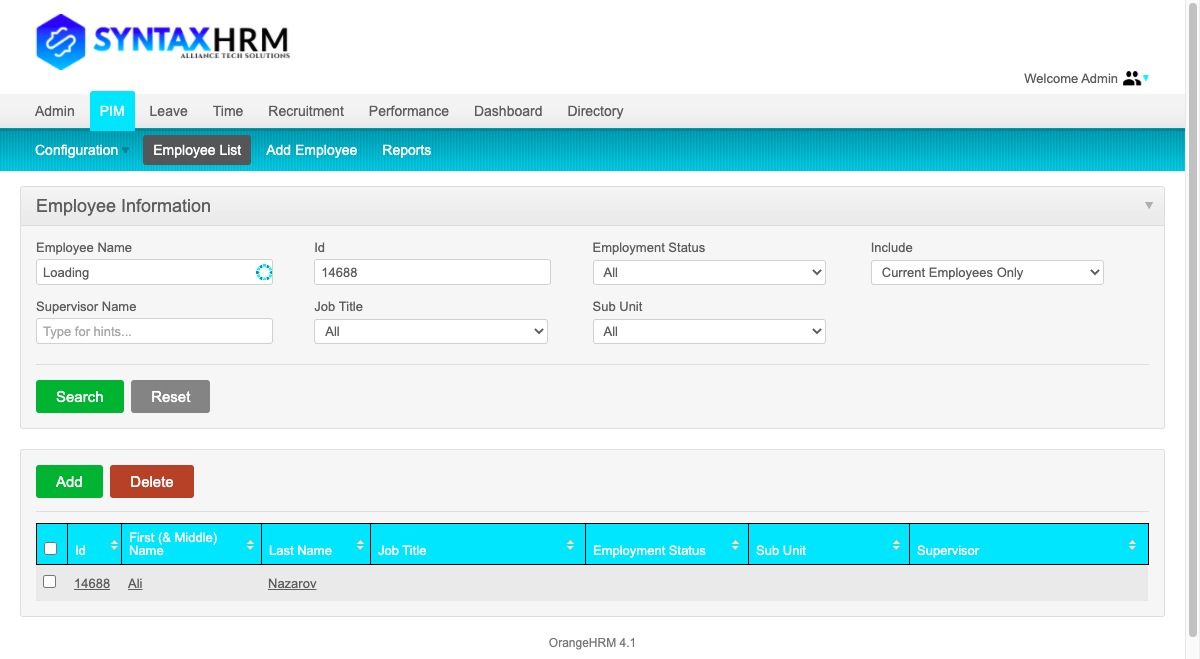 SYNTAXHRM
ALLIANCE TECH SOLUTIONS
Welcome Admin
Admin PIM Leave Time Recruitment Performance Dashboard Directory
Configuration Employee List Add Employee Reports
Employee Information
Employee Name Id Employment Status Include
Loading 14688 All Current Employees Only
Supervisor Name Job Title Sub Unit
Type for hints... All All
Search Reset
Add Delete
Id First (& Middle) Name Last Name Job Title Employment Status Sub Unit Supervisor
14688 Ali Nazarov
OrangeHRM 4.1